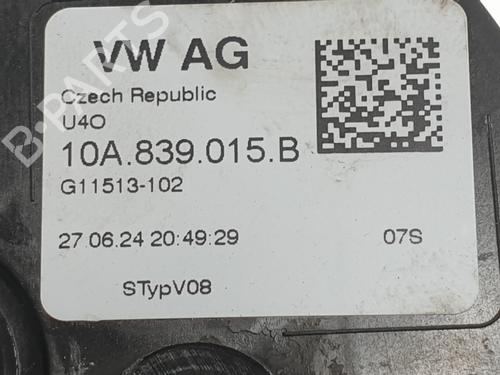 VW AG
Czech Republic
U4O
10A.839.015.B
G11513-102
27.06.24 20:49:29 07S
STypV08
B-PARTS